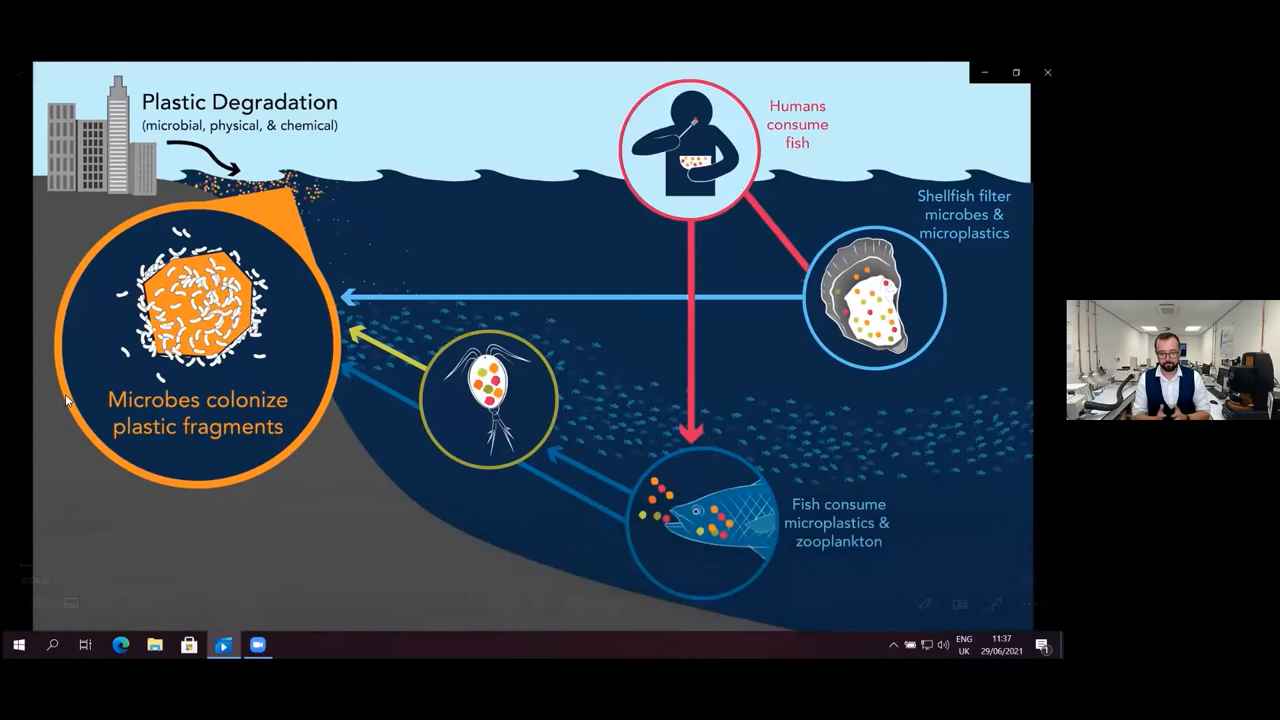 Plastic Degradation
(microbial, physical, & chemical)
Humans
consume
fish
Shellfish filter
microbes &
microplastics
Microbes colonize
plastic fragments
Fish consume
microplastics &
zooplankton
ENG
UK
11:37
29/06/2021
1